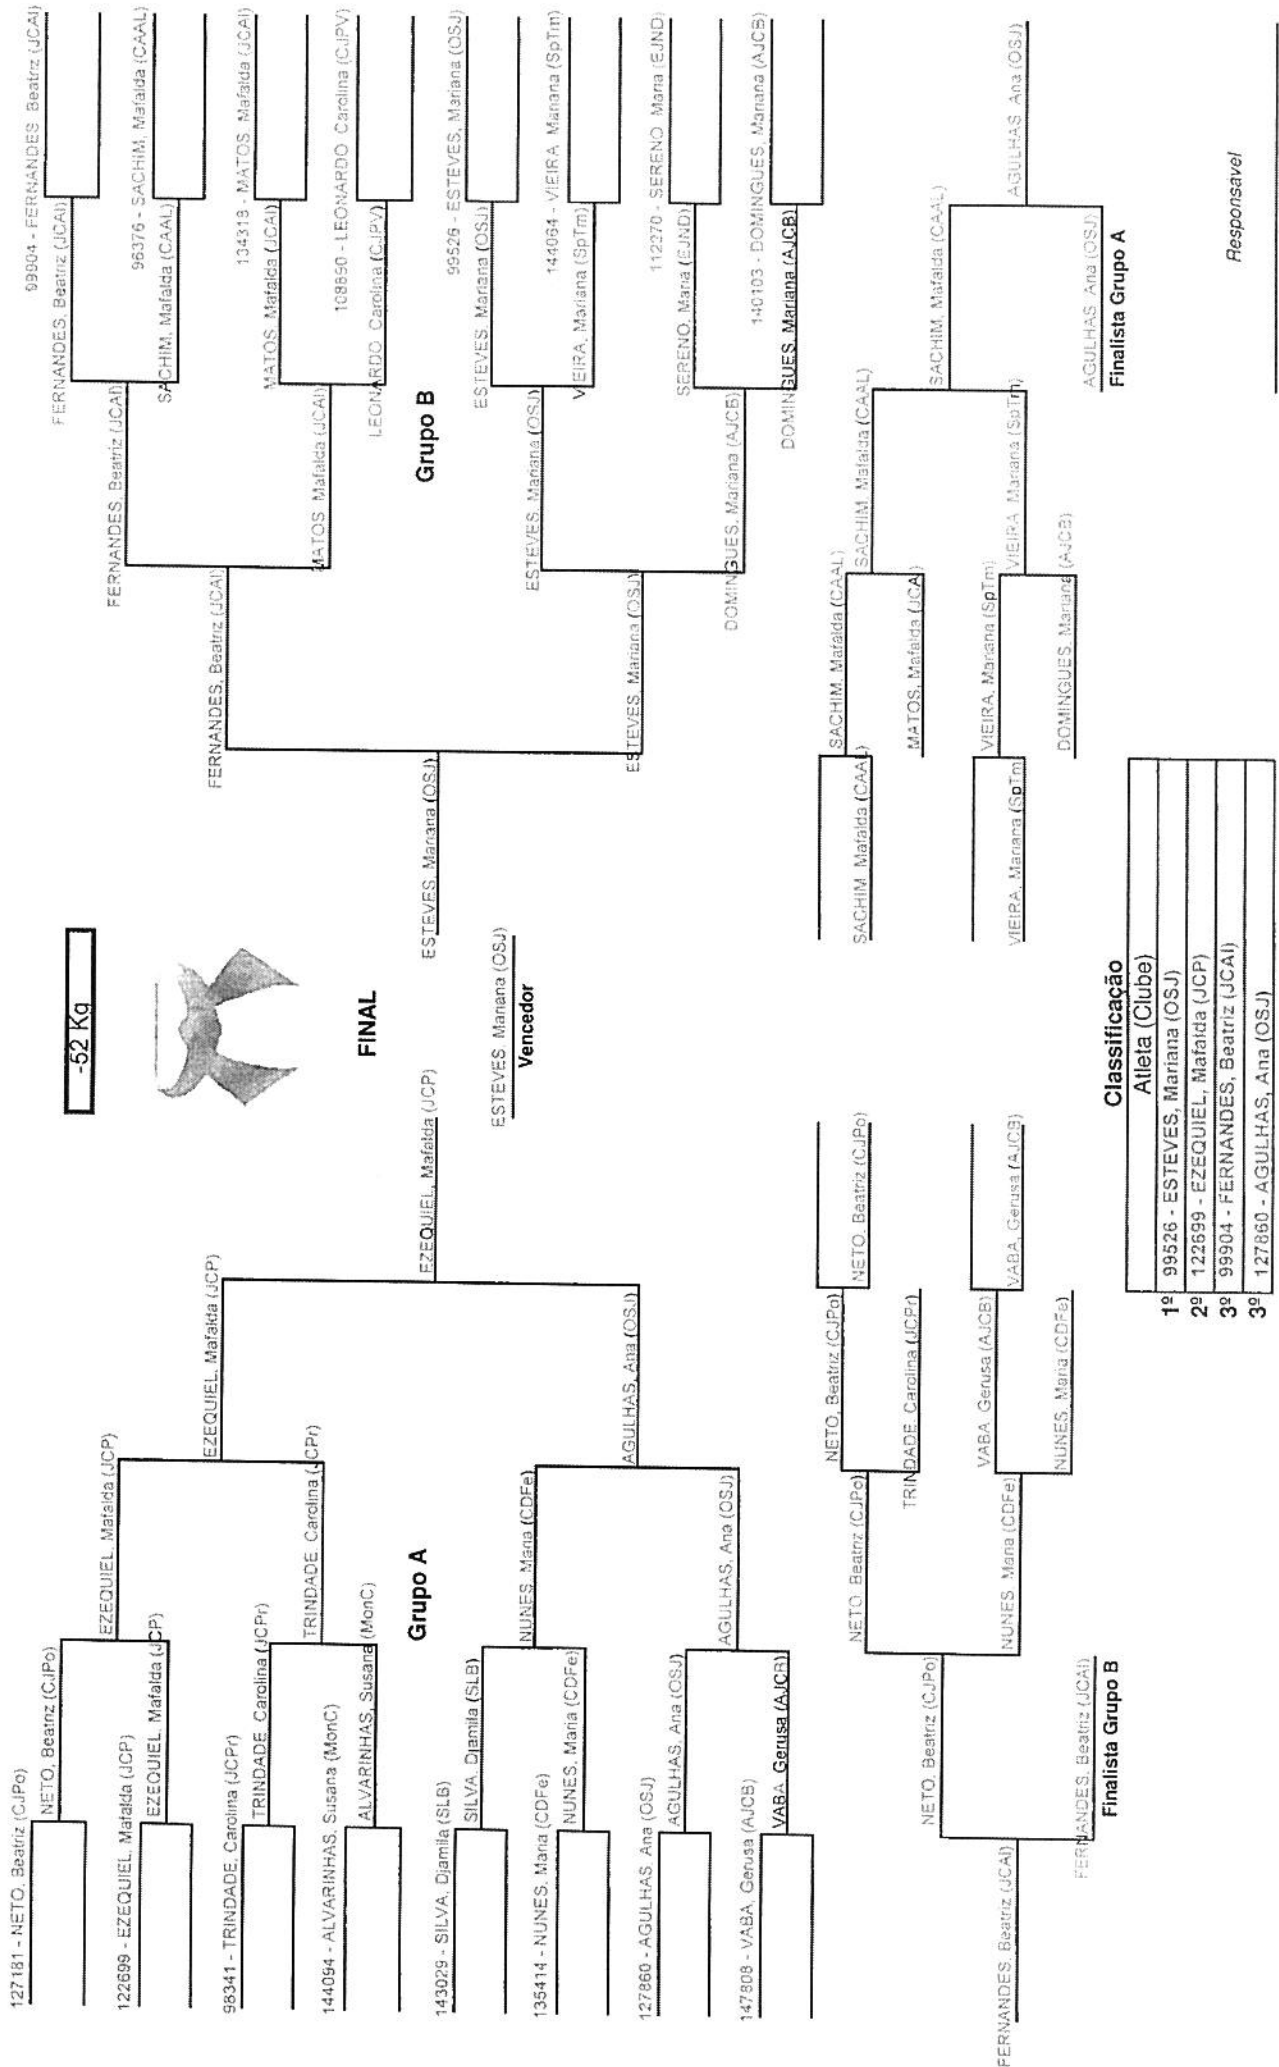 -52 Kg
FINAL
127181 - NETO, Beatriz (CJPo)
NETO, Beatriz (CJPo)
EZEQUIEL, Mafalda (JCP)
122699 - EZEQUIEL, Mafalda (JCP)
EZEQUIEL, Mafalda (JCP)
EZEQUIEL, Mafalda (JCP)
98341 - TRINDADE, Carolina (JCPr)
TRINDADE, Carolina (JCPr)
TRINDADE, Carolina (JCPr)
144094 - ALVARINHAS, Susana (MonC)
ALVARINHAS, Susana (MonC)
Grupo A
EZEQUIEL, Mafalda (JCP)
143029 - SILVA, Djamila (SLB)
SILVA, Djamila (SLB)
NUNES, Maria (CDFe)
135414 - NUNES, Maria (CDFe)
NUNES, Maria (CDFe)
AGULHAS, Ana (OSJ)
127860 - AGULHAS, Ana (OSJ)
AGULHAS, Ana (OSJ)
AGULHAS, Ana (OSJ)
147808 - VABA, Gerusa (AJCB)
VABA, Gerusa (AJCB)
ESTEVES, Mariana (OSJ)
Vencedor
99904 - FERNANDES, Beatriz (JCAI)
FERNANDES, Beatriz (JCAI)
FERNANDES, Beatriz (JCAI)
96376 - SACHIM, Mafalda (CAAL)
SACHIM, Mafalda (CAAL)
FERNANDES, Beatriz (JCAI)
134318 - MATOS, Mafalda (JCAI)
MATOS, Mafalda (JCAI)
MATOS, Mafalda (JCAI)
108890 - LEONARDO, Carolina (CJPV)
LEONARDO, Carolina (CJPV)
Grupo B
ESTEVES, Mariana (OSJ)
99526 - ESTEVES, Mariana (OSJ)
ESTEVES, Mariana (OSJ)
ESTEVES, Mariana (OSJ)
144064 - VIEIRA, Mariana (SpTm)
VIEIRA, Mariana (SpTm)
ESTEVES, Mariana (OSJ)
112270 - SERENO, Maria (EJND)
SERENO, Maria (EJND)
DOMINGUES, Mariana (AJCB)
140103 - DOMINGUES, Mariana (AJCB)
DOMINGUES, Mariana (AJCB)
NETO, Beatriz (CJPo)
NETO, Beatriz (CJPo)
NETO, Beatriz (CJPo)
TRINDADE, Carolina (JCPr)
NETO, Beatriz (CJPo)
VABA, Gerusa (AJCB)
VABA, Gerusa (AJCB)
NUNES, Maria (CDFe)
NUNES, Maria (CDFe)
FERNANDES, Beatriz (JCAI)
FERNANDES, Beatriz (JCAI)
Finalista Grupo B
SACHIM, Mafalda (CAAL)
SACHIM, Mafalda (CAAL)
SACHIM, Mafalda (CAAL)
MATOS, Mafalda (JCAI)
SACHIM, Mafalda (CAAL)
VIEIRA, Mariana (SpTm)
VIEIRA, Mariana (SpTm)
VIEIRA, Mariana (SpTm)
DOMINGUES, Mariana (AJCB)
AGULHAS, Ana (OSJ)
AGULHAS, Ana (OSJ)
Finalista Grupo A
Classificação
Atleta (Clube)
1º 99526 - ESTEVES, Mariana (OSJ)
2º 122699 - EZEQUIEL, Mafalda (JCP)
3º 99904 - FERNANDES, Beatriz (JCAI)
3º 127860 - AGULHAS, Ana (OSJ)
Responsavel